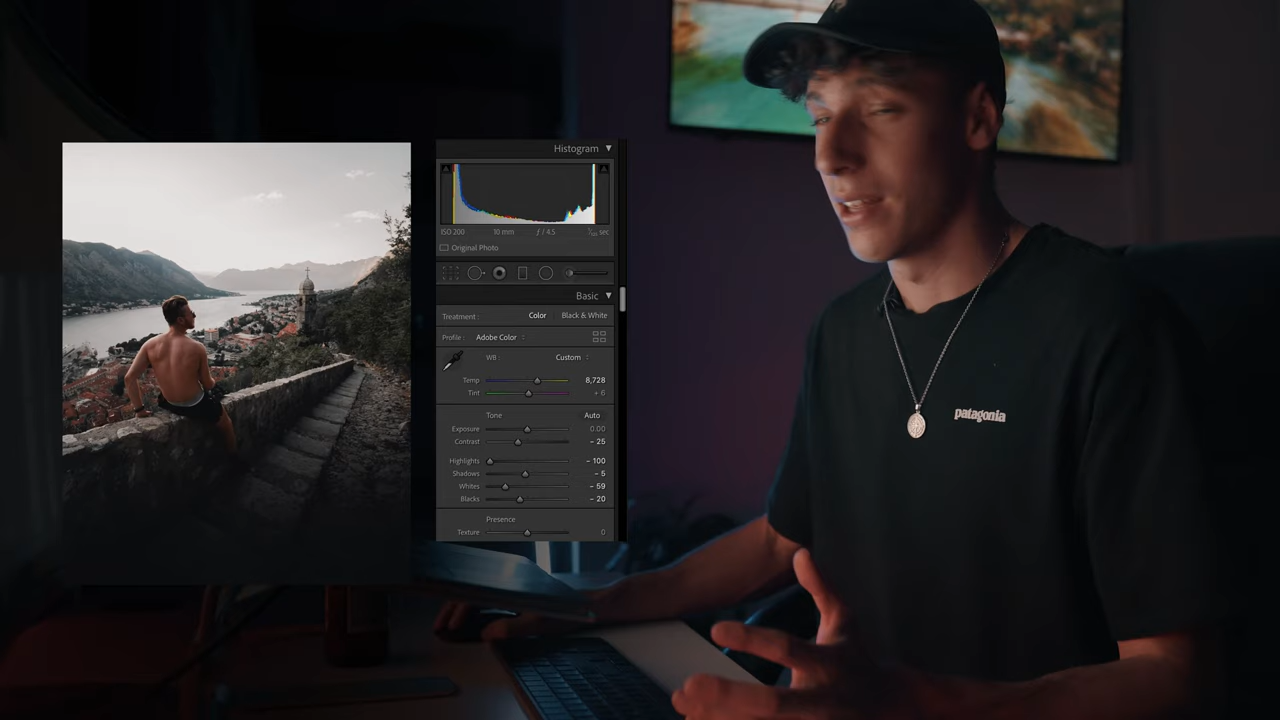 Histogram
ISO 200 10 mm ƒ / 4.5 sec
Original Photo
Basic
Treatment : Color Black & White
Profile : Adobe Color
WB : Custom
Temp 8,728
Tint + 6
Tone Auto
Exposure 0.00
Contrast - 25
Highlights - 100
Shadows - 5
Whites - 59
Blacks - 20
Presence
Texture 0
patagonia